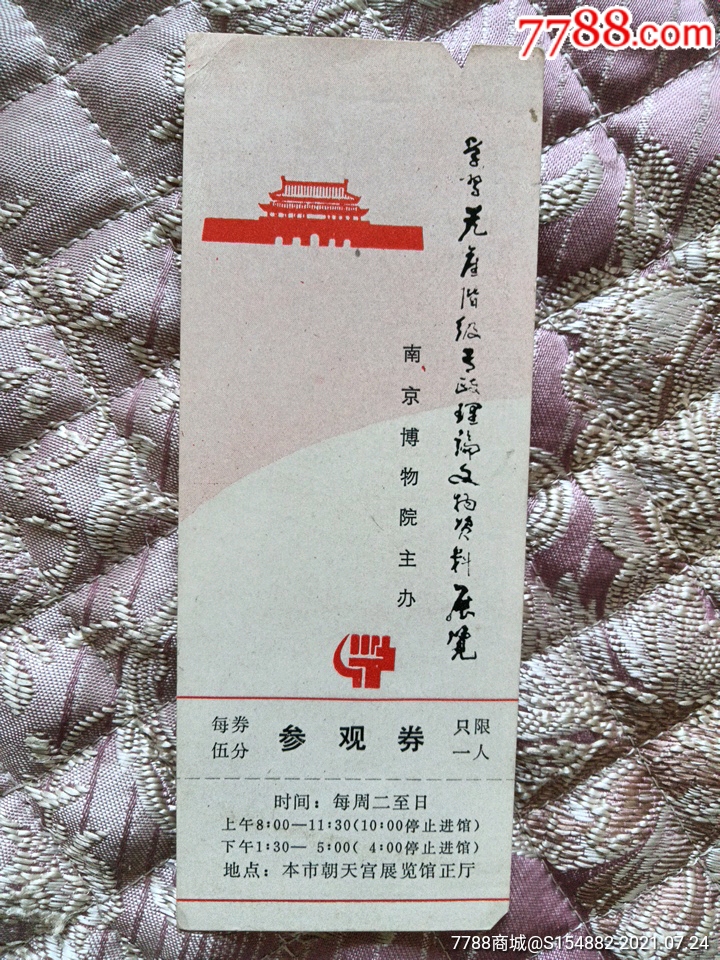 7788.com
学习无产阶级专政理论文物资料展览
南京博物院主办
每券
伍分
参观券
只限
一人
时间：每周二至日
上午8:00—11:30(10:00停止进馆)
下午1:30— 5:00( 4:00停止进馆)
地点：本市朝天宫展览馆正厅
7788商城@S154882-2021.07.24